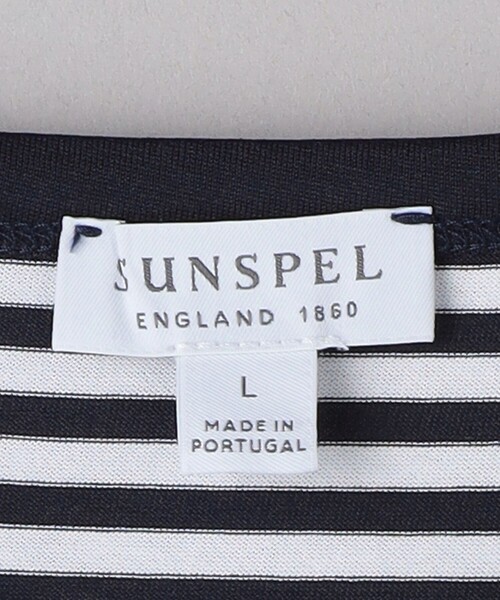 SUNSPEL
ENGLAND 1860
L
MADE IN
PORTUGAL